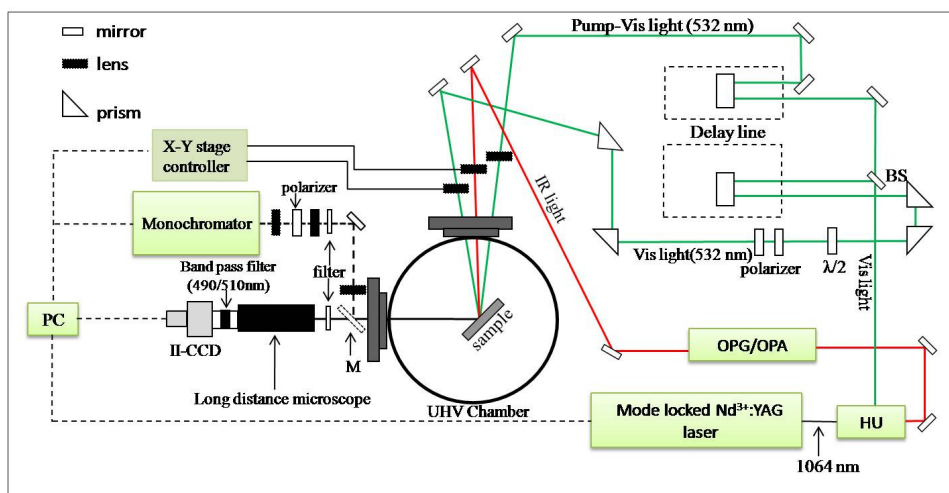 mirror
lens
prism
Pump-Vis light (532 nm)
Delay line
BS
X-Y stage
controller
polarizer
Monochromator
Band pass filter
(490/510nm)
filter
IR light
Vis light(532 nm)
polarizer
λ/2
Vis light
PC
II-CCD
M
sample
Long distance microscope
UHV Chamber
OPG/OPA
Mode locked Nd³⁺:YAG
laser
HU
1064 nm